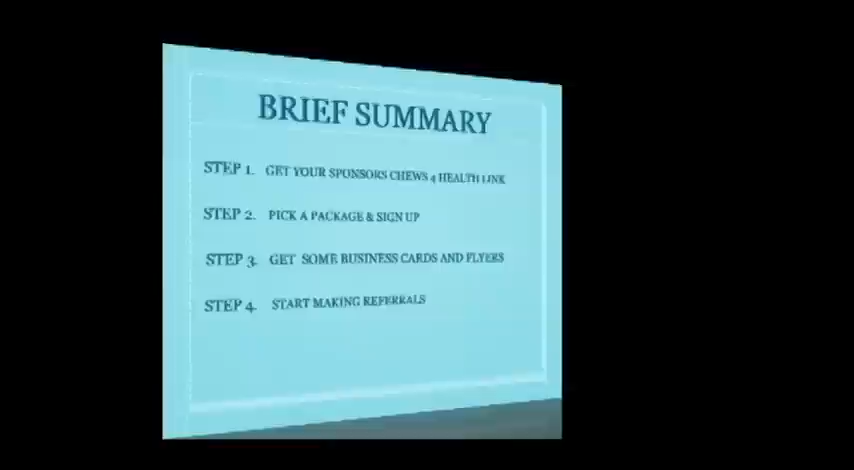 BRIEF SUMMARY
STEP 1. GET YOUR SPONSORS CHEWS 4 HEALTH LINK
STEP 2. PICK A PACKAGE & SIGN UP
STEP 3. GET SOME BUSINESS CARDS AND FLYERS
STEP 4. START MAKING REFERRALS